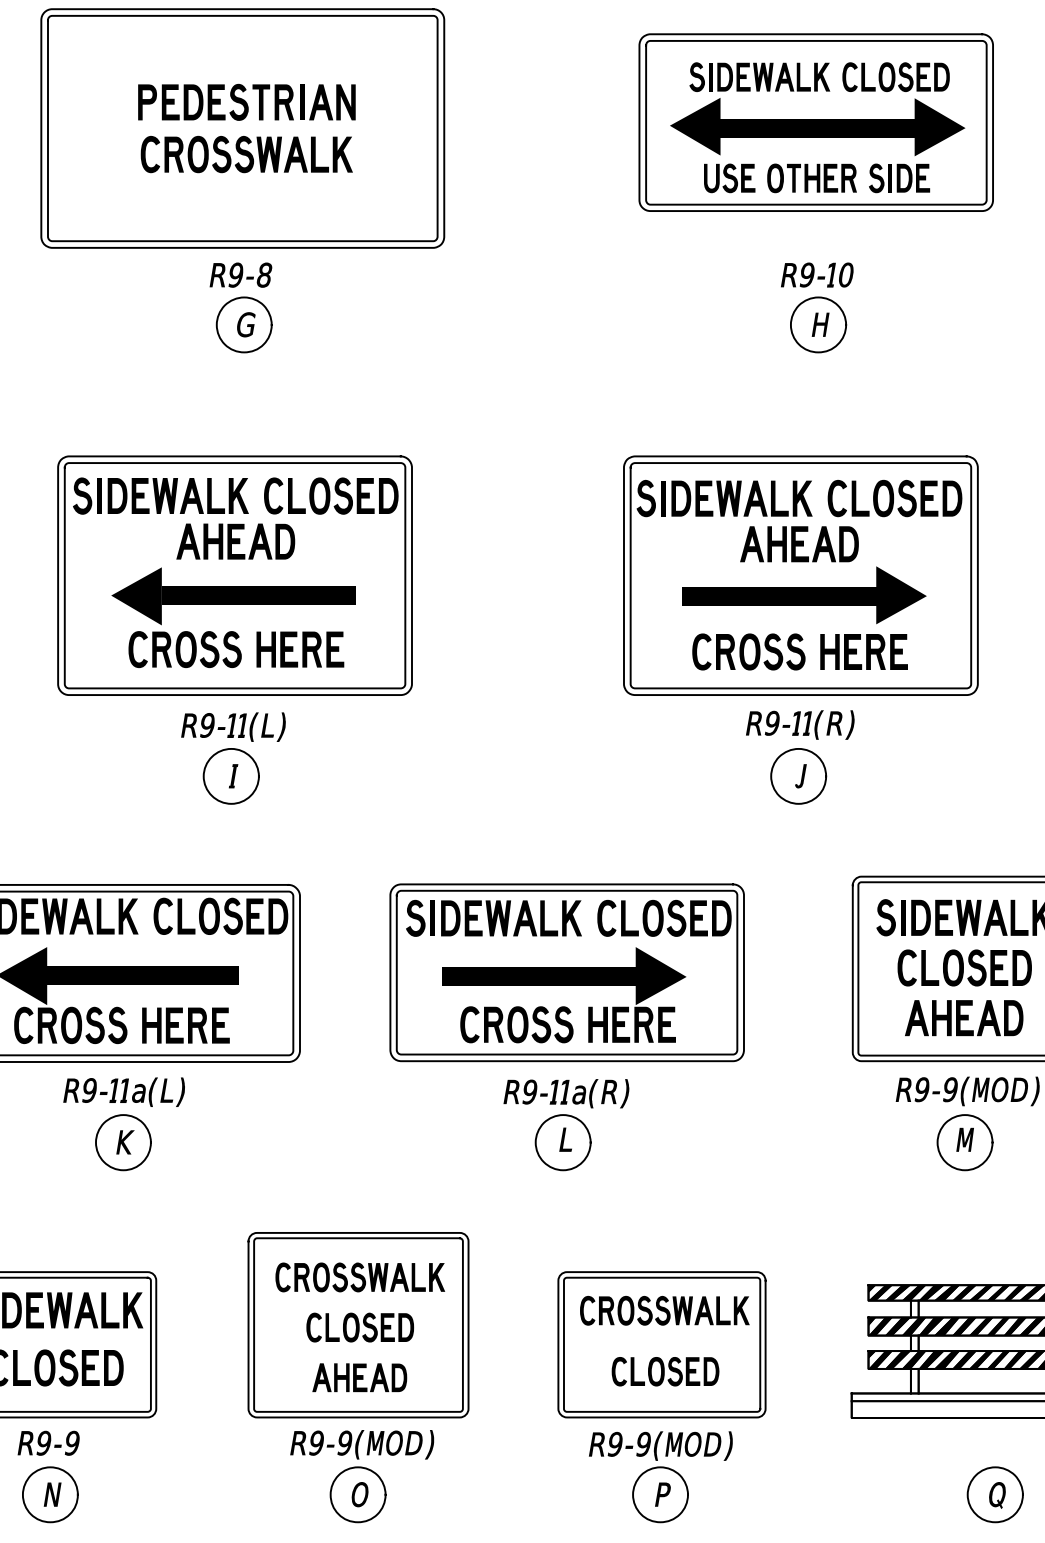 PEDESTRIAN
CROSSWALK
R9-8
G
SIDEWALK CLOSED
USE OTHER SIDE
R9-10
H
SIDEWALK CLOSED
AHEAD
CROSS HERE
R9-11(L)
I
SIDEWALK CLOSED
AHEAD
CROSS HERE
R9-11(R)
J
DEWALK CLOSED
CROSS HERE
R9-11a(L)
K
SIDEWALK CLOSED
CROSS HERE
R9-11a(R)
L
SIDEWALK
CLOSED
AHEAD
R9-9(MOD)
M
DEWALK
CLOSED
R9-9
N
CROSSWALK
CLOSED
AHEAD
R9-9(MOD)
O
CROSSWALK
CLOSED
R9-9(MOD)
P
Q